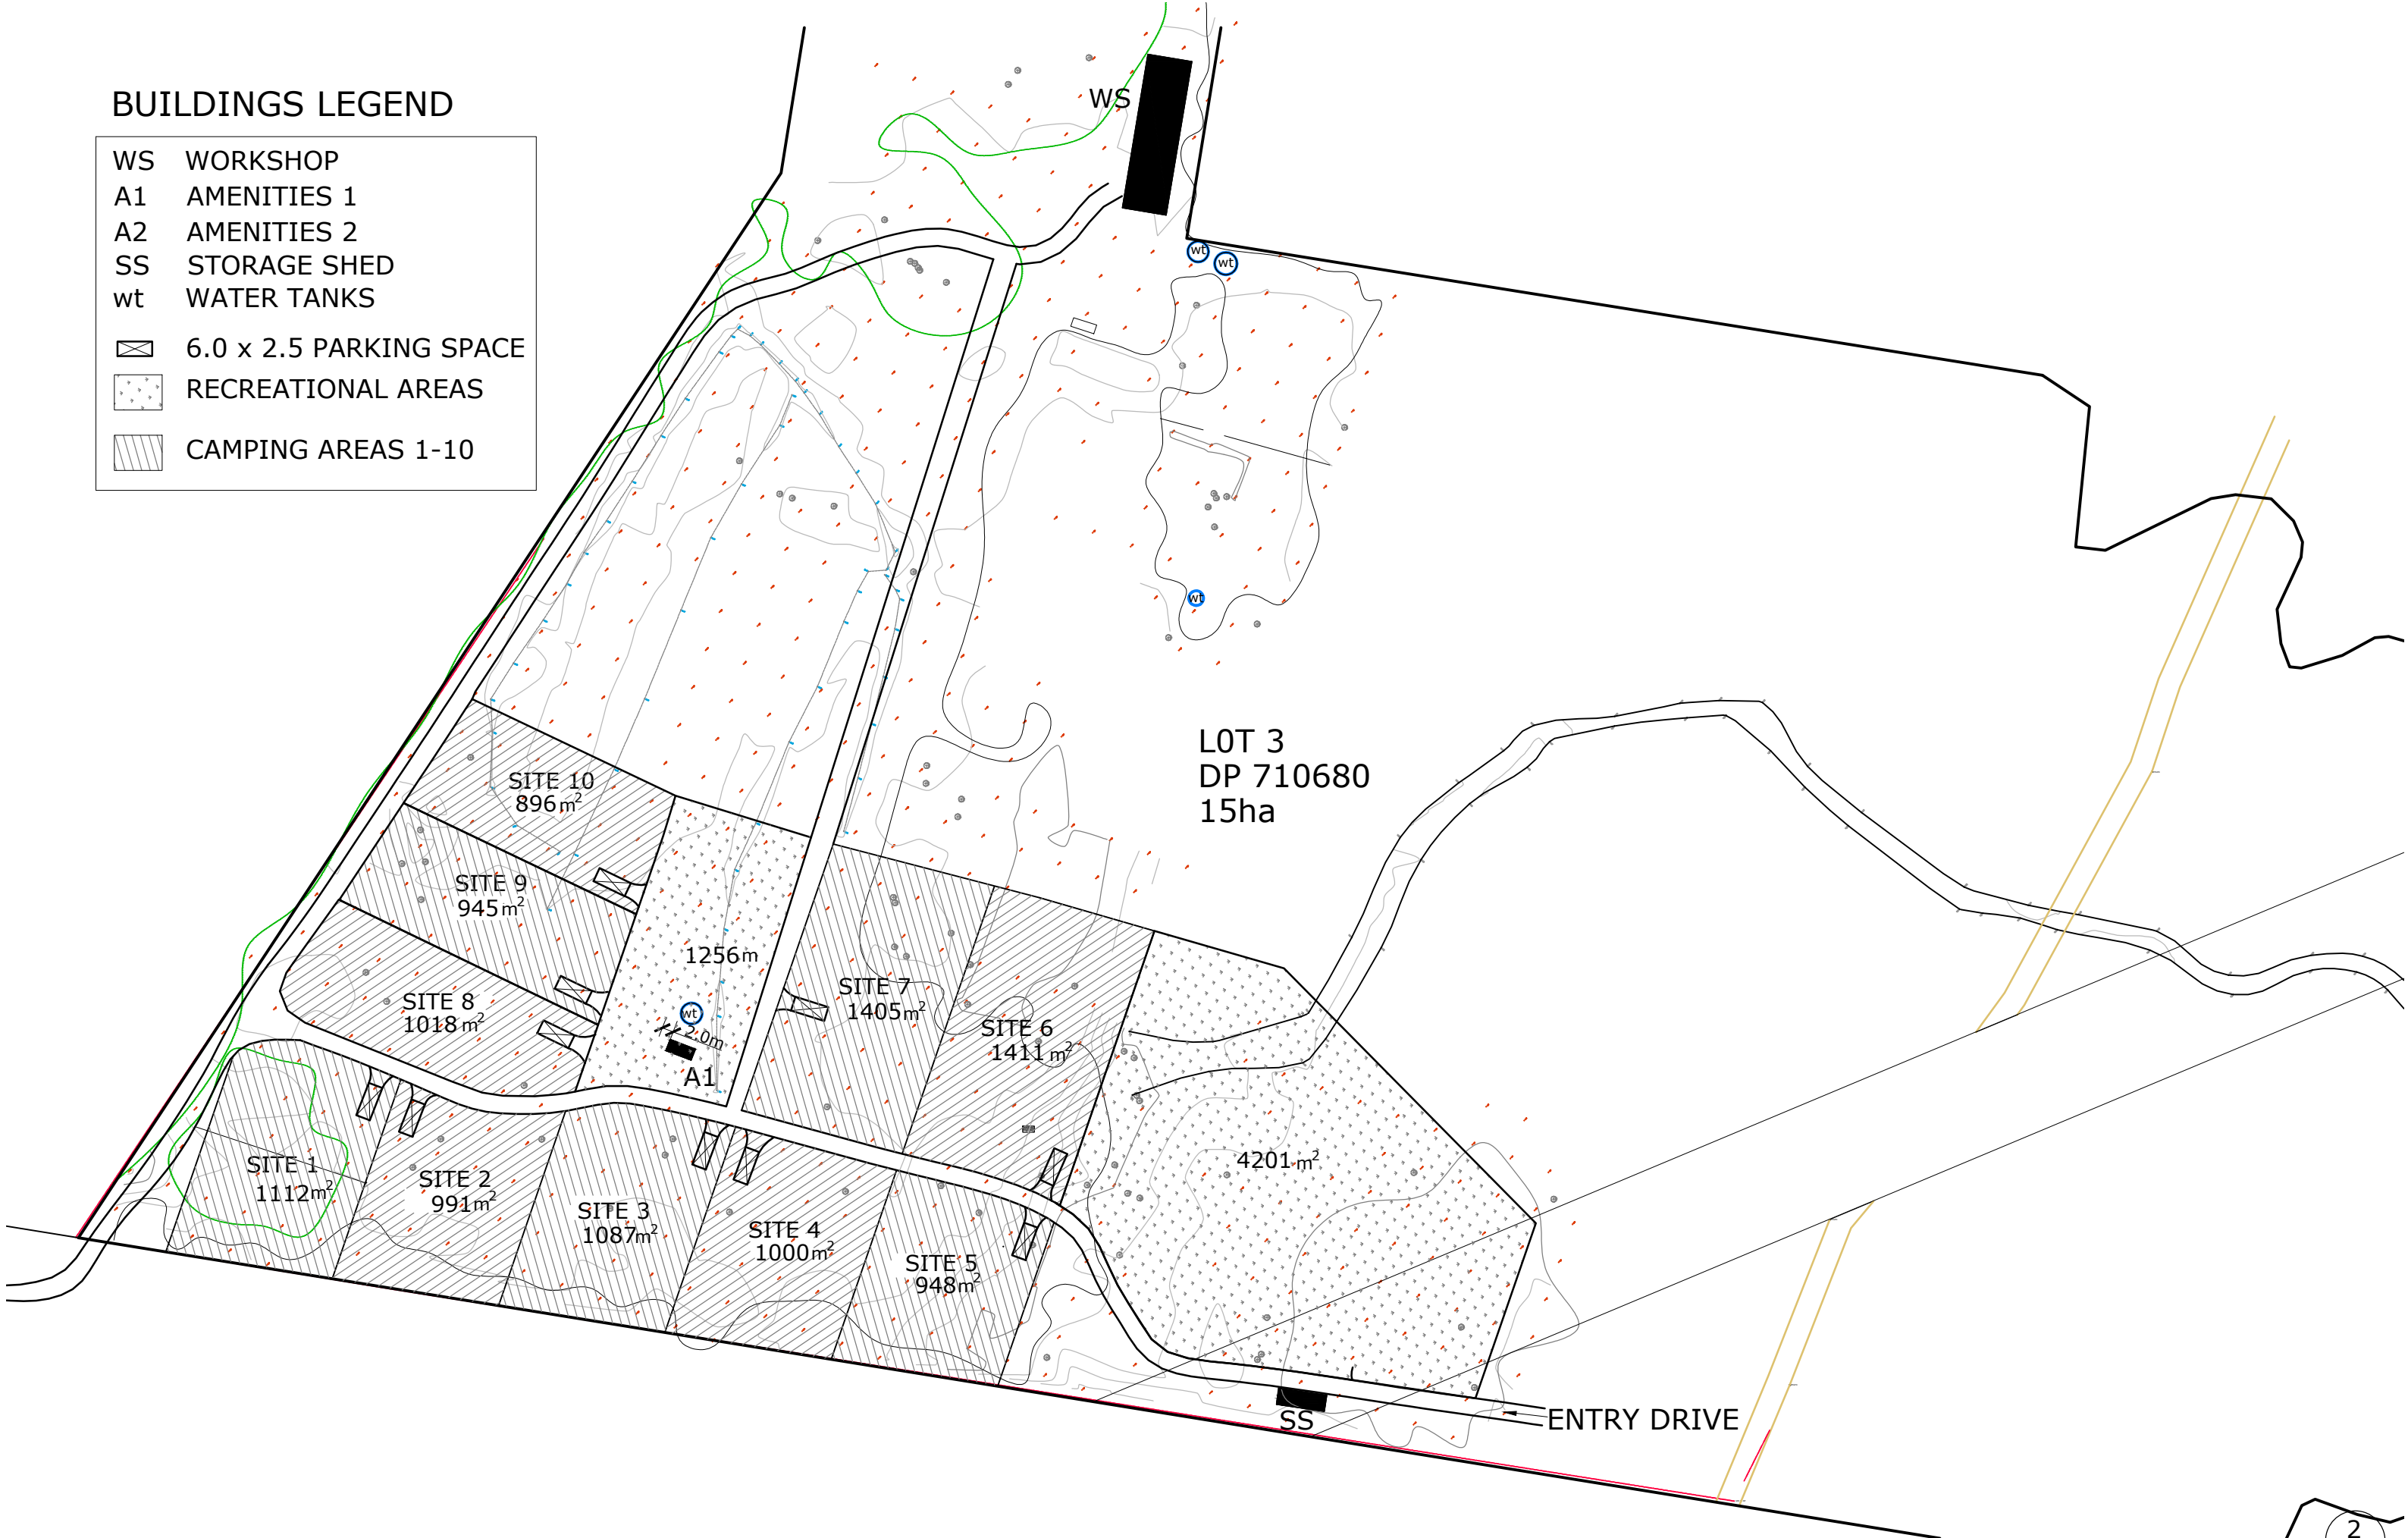 BUILDINGS LEGEND
WS WORKSHOP
A1 AMENITIES 1
A2 AMENITIES 2
SS STORAGE SHED
wt WATER TANKS
6.0 x 2.5 PARKING SPACE
RECREATIONAL AREAS
CAMPING AREAS 1-10
WS
wt
wt
wt
L0T 3
DP 710680
15ha
SITE 10
896m²
SITE 9
945m²
SITE 8
1018m²
1256m
wt
2.0m
A1
SITE 7
1405m²
SITE 6
1411m²
4201m²
SITE 1
1112m²
SITE 2
991m²
SITE 3
1087m²
SITE 4
1000m²
SITE 5
948m²
SS
ENTRY DRIVE
2